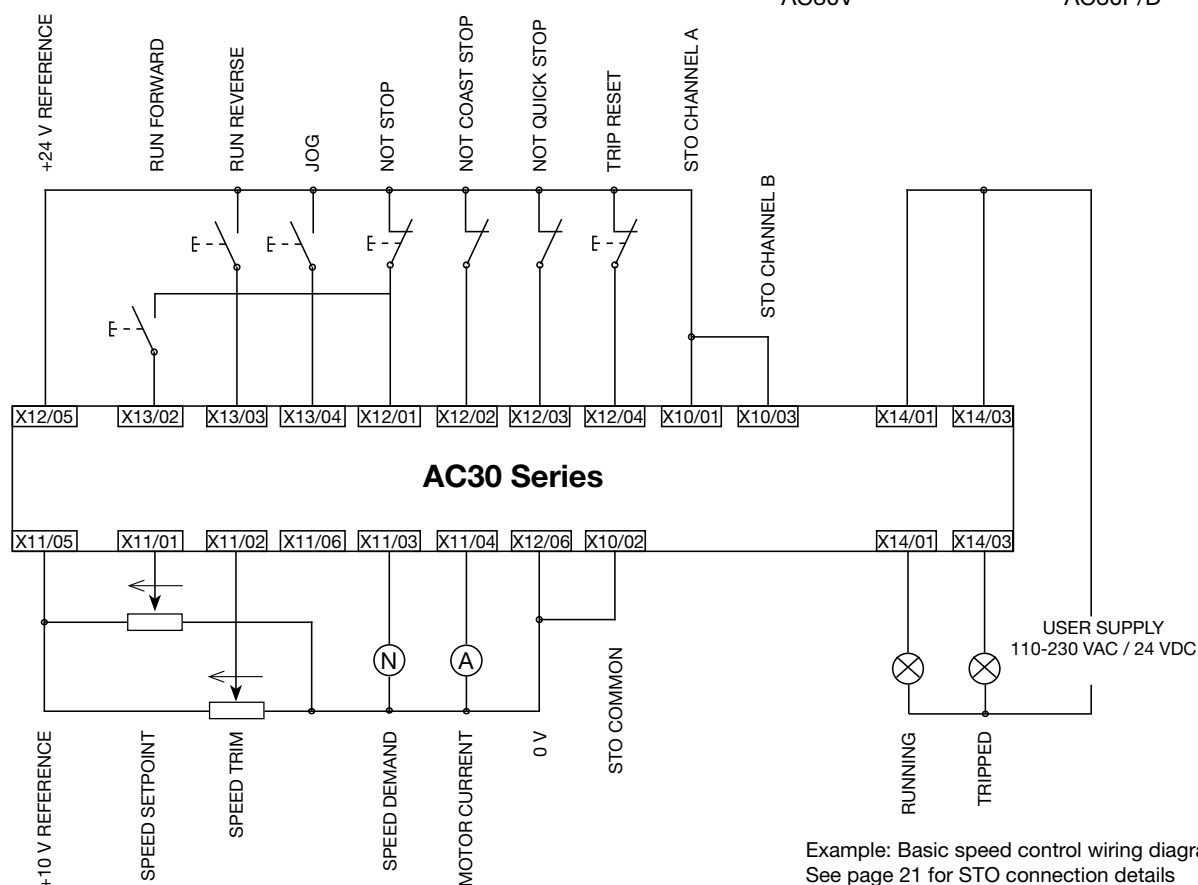 +24 V REFERENCE
RUN FORWARD
RUN REVERSE
JOG
NOT STOP
NOT COAST STOP
NOT QUICK STOP
TRIP RESET
STO CHANNEL A
STO CHANNEL B
X12/05
X13/02
X13/03
X13/04
X12/01
X12/02
X12/03
X12/04
X10/01
X10/03
X14/01
X14/03
AC30 Series
X11/05
X11/01
X11/02
X11/06
X11/03
X11/04
X12/06
X10/02
X14/01
X14/03
N
A
USER SUPPLY
110-230 VAC / 24 VDC
+10 V REFERENCE
SPEED SETPOINT
SPEED TRIM
SPEED DEMAND
MOTOR CURRENT
0 V
STO COMMON
RUNNING
TRIPPED
Example: Basic speed control wiring
See page 21 for STO connection details